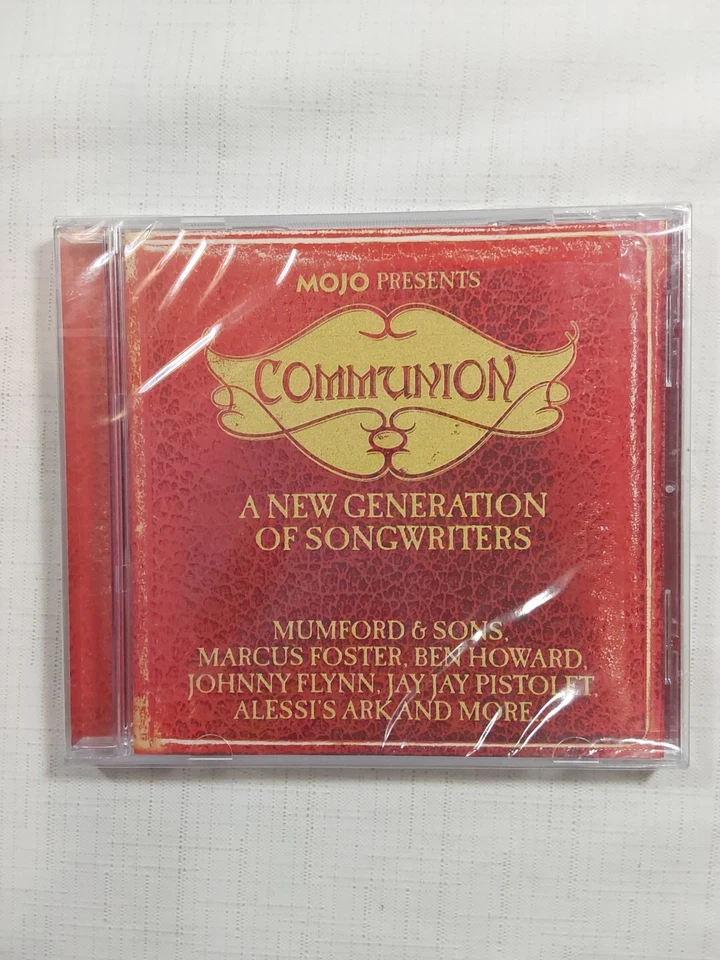 MOJO PRESENTS
COMMUNION
A NEW GENERATION
OF SONGWRITERS
MUMFORD & SONS,
MARCUS FOSTER, BEN HOWARD,
JOHNNY FLYNN, JAY JAY PISTOLET,
ALESSI'S ARK AND MORE